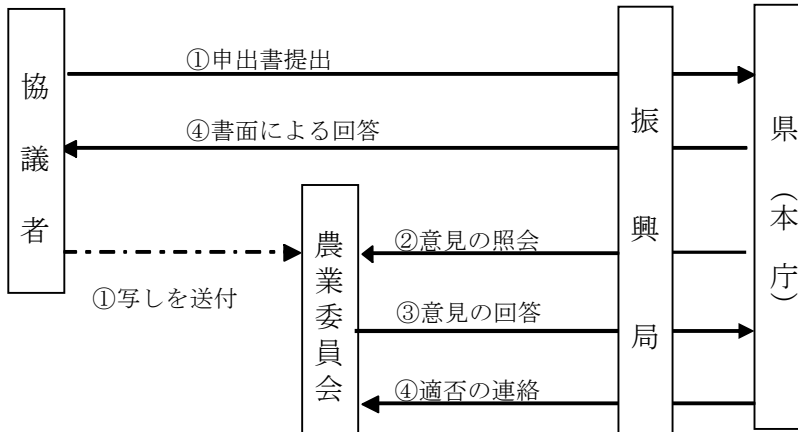 協議者
①申出書提出
④書面による回答
①写しを送付
農業委員会
②意見の照会
③意見の回答
④適否の連絡
振興局
県（本庁）